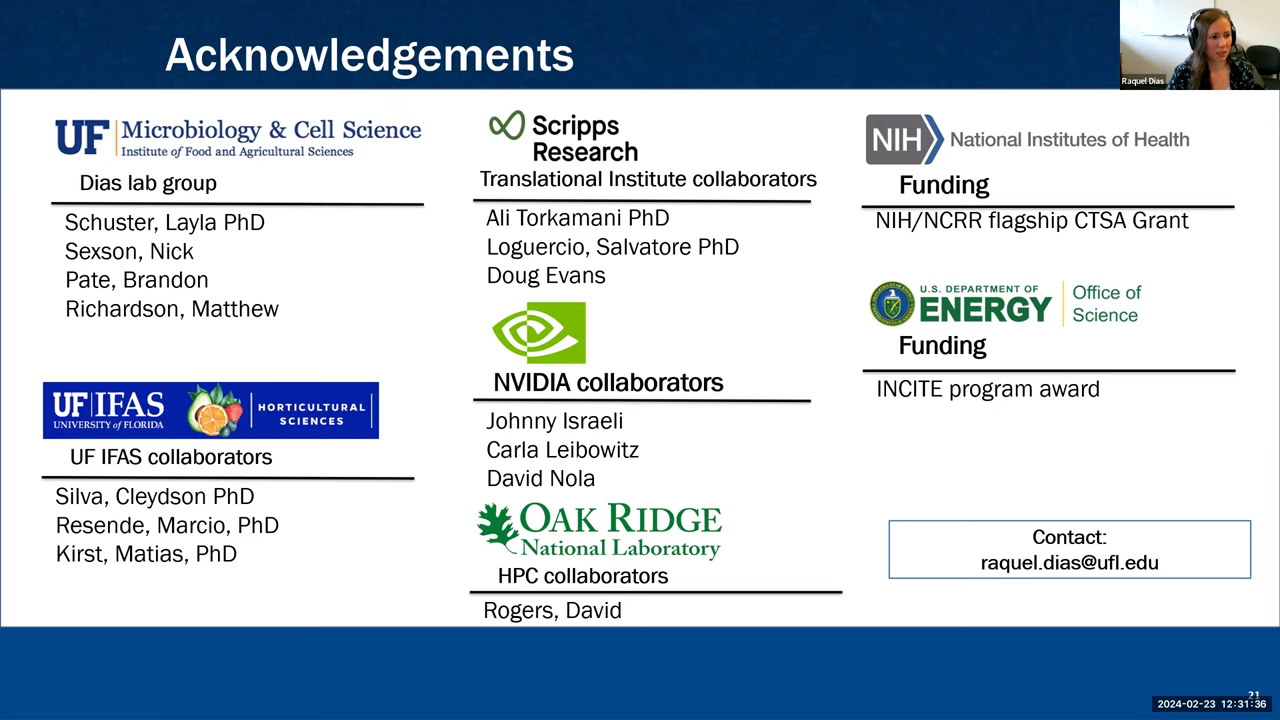 Acknowledgements
Raquel Dias
UF Microbiology & Cell Science
Institute of Food and Agricultural Sciences
Dias lab group
Schuster, Layla PhD
Sexson, Nick
Pate, Brandon
Richardson, Matthew
UF IFAS
UNIVERSITY of FLORIDA
HORTICULTURAL
SCIENCES
UF IFAS collaborators
Silva, Cleydson PhD
Resende, Marcio, PhD
Kirst, Matias, PhD
Scripps
Research
Translational Institute collaborators
Ali Torkamani PhD
Loguercio, Salvatore PhD
Doug Evans
NVIDIA collaborators
Johnny Israeli
Carla Leibowitz
David Nola
OAK RIDGE
National Laboratory
HPC collaborators
Rogers, David
NIH National Institutes of Health
Funding
NIH/NCRR flagship CTSA Grant
U.S. DEPARTMENT OF
ENERGY
Office of
Science
Funding
INCITE program award
Contact:
raquel.dias@ufl.edu
21
2024-02-23 12:31:36